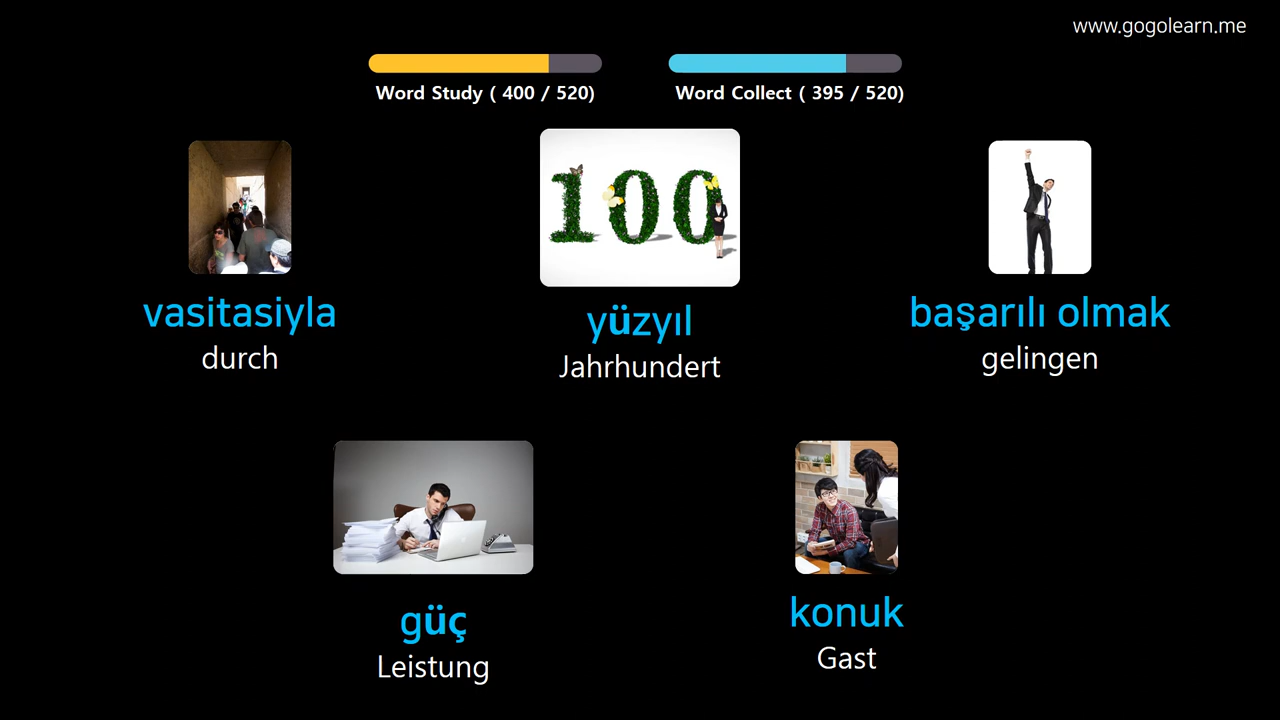 www.gogolearn.me
Word Study ( 400 / 520)
Word Collect ( 395 / 520)
100
vasitasiyla
durch
yüzyıl
Jahrhundert
başarılı olmak
gelingen
güç
Leistung
konuk
Gast